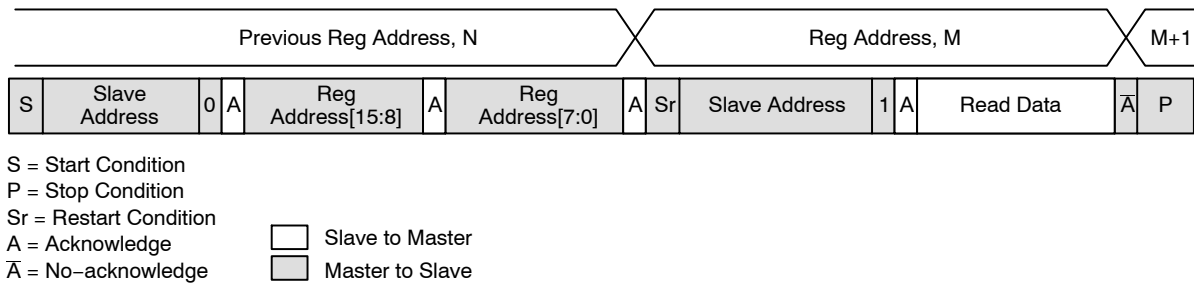 Previous Reg Address, N Reg Address, M M+1
S Slave Address 0 A Reg Address[15:8] A Reg Address[7:0] A Sr Slave Address 1 A Read Data A̅ P
S = Start Condition
P = Stop Condition
Sr = Restart Condition
A = Acknowledge
A̅ = No−acknowledge
Slave to Master
Master to Slave